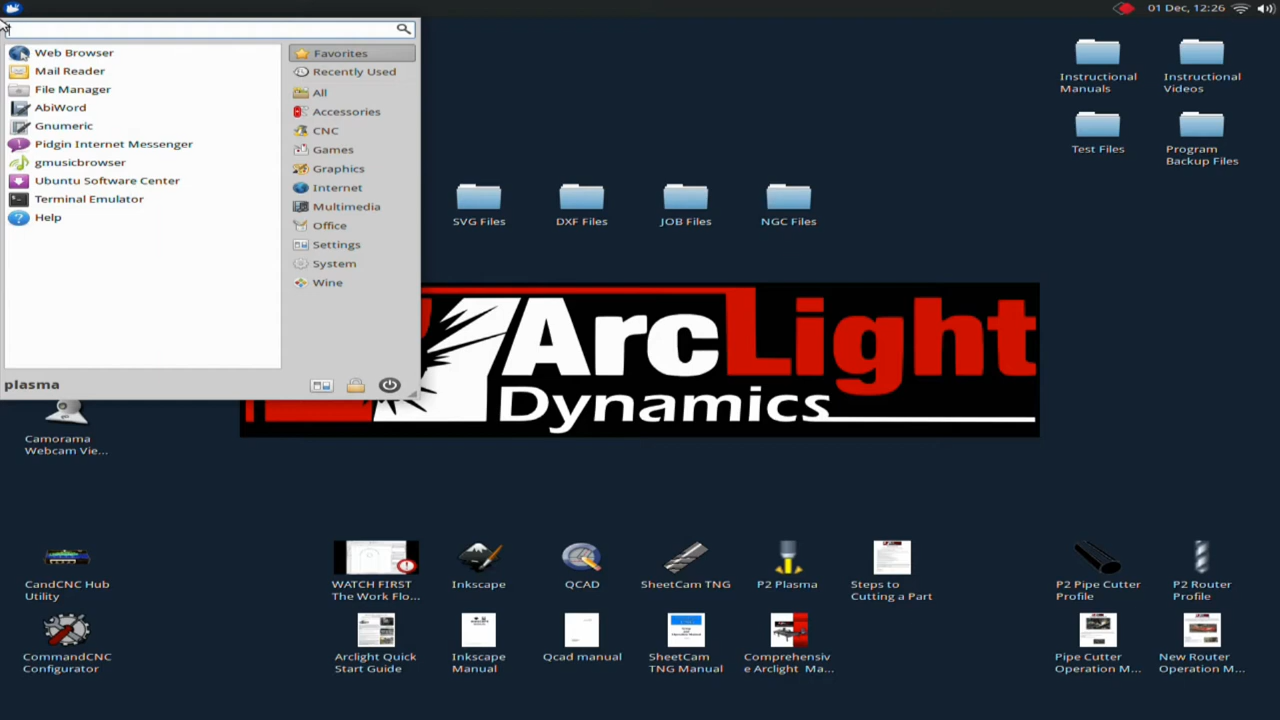 01 Dec, 12:26
Web Browser
Mail Reader
File Manager
AbiWord
Gnumeric
Pidgin Internet Messenger
gmusicbrowser
Ubuntu Software Center
Terminal Emulator
Help
Favorites
Recently Used
All
Accessories
CNC
Games
Graphics
Internet
Multimedia
Office
Settings
System
Wine
plasma
Instructional
Manuals
Instructional
Videos
Test Files
Program
Backup Files
SVG Files
DXF Files
JOB Files
NGC Files
ArcLight
Dynamics
Camorama
Webcam Vie...
CandCNC Hub
Utility
WATCH FIRST
The Work Flo...
Inkscape
QCAD
SheetCam TNG
P2 Plasma
Steps to
Cutting a Part
P2 Pipe Cutter
Profile
P2 Router
Profile
CommandCNC
Configurator
Arclight Quick
Start Guide
Inkscape
Manual
Qcad manual
SheetCam
TNG Manual
Comprehensiv
e Arclight Ma...
Pipe Cutter
Operation M...
New Router
Operation M...